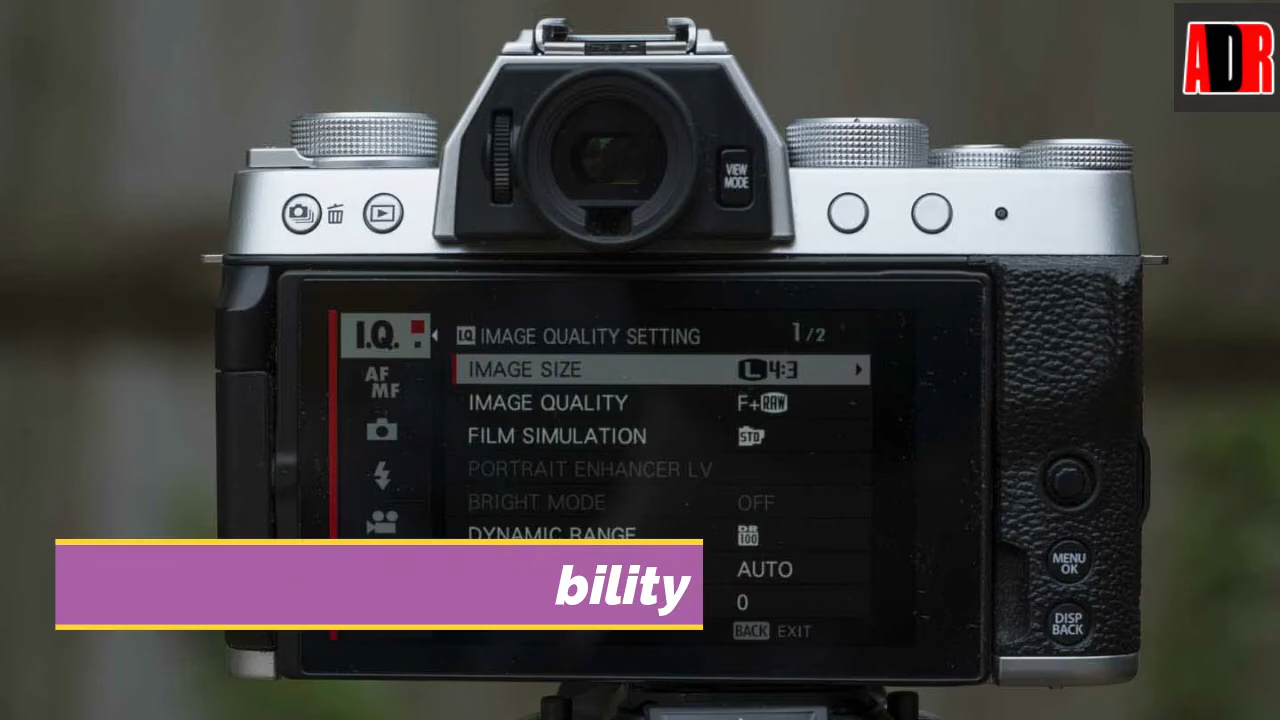 ADR
VIEW
MODE
I.Q.
IQ IMAGE QUALITY SETTING 1/2
IMAGE SIZE L 4:3
AF
MF
IMAGE QUALITY F+RAW
FILM SIMULATION STD
PORTRAIT ENHANCER LV
BRIGHT MODE OFF
DYNAMIC RANGE DR
100
AUTO
0
BACK EXIT
bility
MENU
OK
DISP
BACK